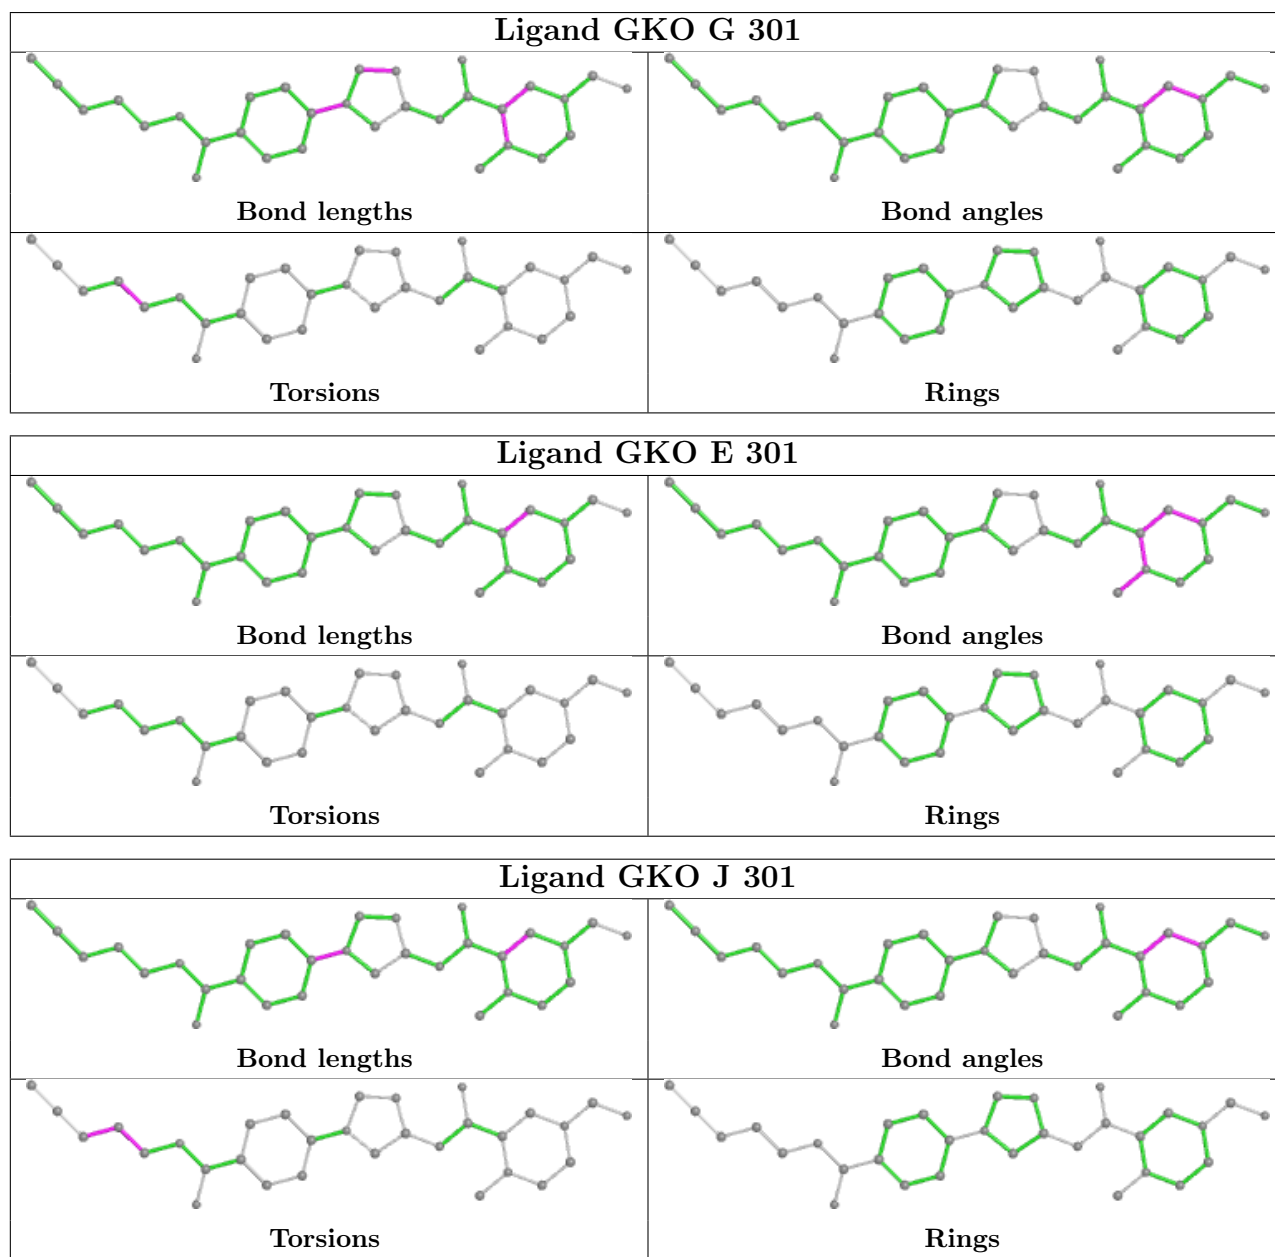 Ligand GKO G 301
Bond lengths
Bond angles
Torsions
Rings
Ligand GKO E 301
Bond lengths
Bond angles
Torsions
Rings
Ligand GKO J 301
Bond lengths
Bond angles
Torsions
Rings